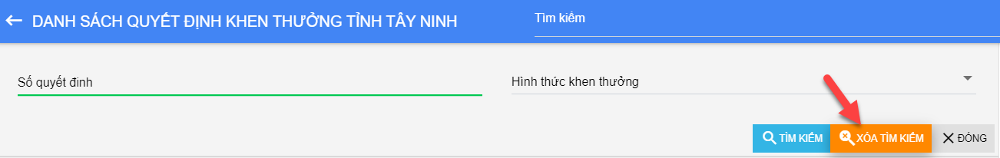 DANH SÁCH QUYẾT ĐỊNH KHEN THƯỞNG TỈNH TÂY NINH
Tìm kiếm
Số quyết đinh
Hình thức khen thưởng
TÌM KIẾM
XÓA TÌM KIẾM
ĐÓNG